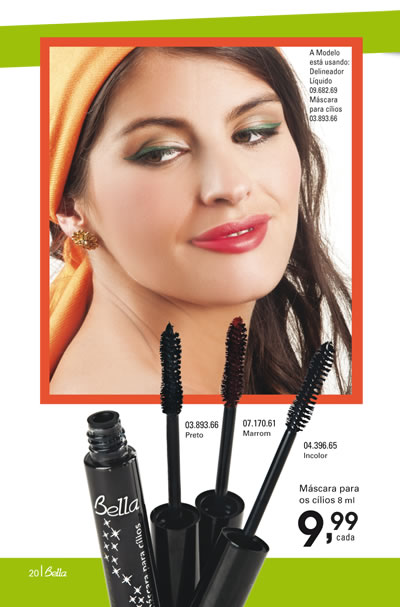 A Modelo
está usando:
Delineador
Líquido
09.682.69
Máscara
para cílios
03.893.66
03.893.66
Preto
07.170.61
Marrom
04.396.65
Incolor
Bella
máscara para cílios
Máscara para
os cílios 8 ml
9,99
cada
20 | Bella